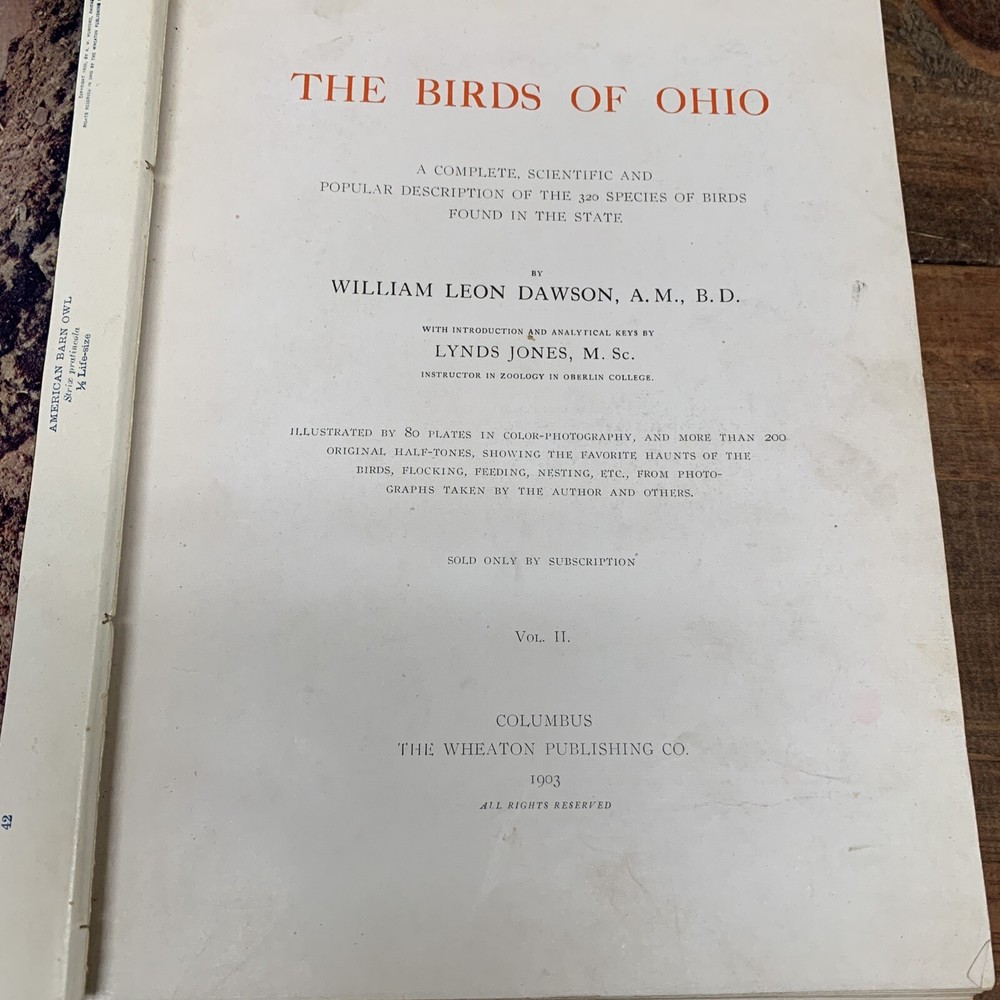 THE BIRDS OF OHIO
A COMPLETE, SCIENTIFIC AND
POPULAR DESCRIPTION OF THE 320 SPECIES OF BIRDS
FOUND IN THE STATE
BY
WILLIAM LEON DAWSON, A. M., B. D.
WITH INTRODUCTION AND ANALYTICAL KEYS BY
LYNDS JONES, M. Sc.
INSTRUCTOR IN ZOOLOGY IN OBERLIN COLLEGE.
ILLUSTRATED BY 80 PLATES IN COLOR-PHOTOGRAPHY, AND MORE THAN 200
ORIGINAL HALF-TONES, SHOWING THE FAVORITE HAUNTS OF THE
BIRDS, FLOCKING, FEEDING, NESTING, ETC., FROM PHOTO-
GRAPHS TAKEN BY THE AUTHOR AND OTHERS.
SOLD ONLY BY SUBSCRIPTION
VOL. II.
COLUMBUS
THE WHEATON PUBLISHING CO.
1903
ALL RIGHTS RESERVED
AMERICAN BARN OWL
Strix pratincola
½ Life-size
42